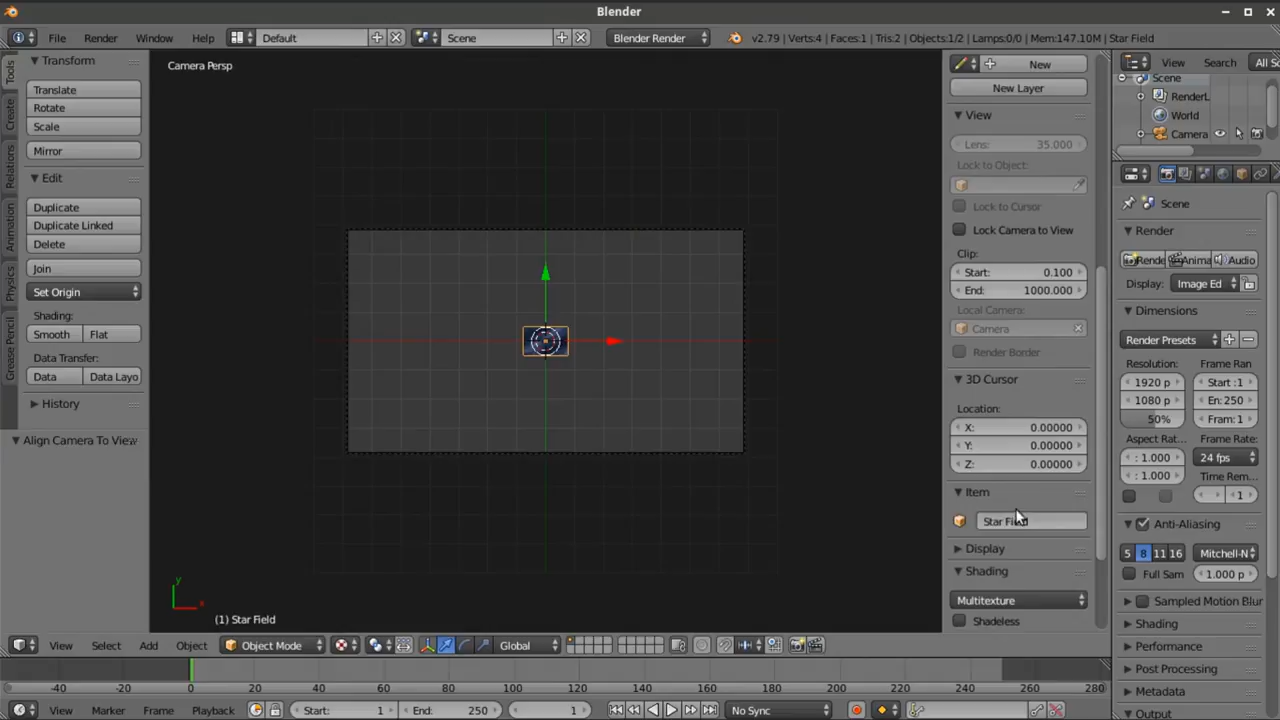 Blender
File Render Window Help Default Scene Blender Render v2.79 | Verts:4 | Faces:1 | Tris:2 | Objects:1/2 | Lamps:0/0 | Mem:147.10M | Star Field
Tools
Create
Relations
Animation
Physics
Grease Pencil
Transform
Translate
Rotate
Scale
Mirror
Edit
Duplicate
Duplicate Linked
Delete
Join
Set Origin
Shading:
Smooth Flat
Data Transfer:
Data Data Layo
History
Align Camera To View
Camera Persp
y
x
(1) Star Field
New
New Layer
View
Lens: 35.000
Lock to Object:
Lock to Cursor
Lock Camera to View
Clip:
Start: 0.100
End: 1000.000
Local Camera:
Camera
Render Border
3D Cursor
Location:
X: 0.00000
Y: 0.00000
Z: 0.00000
Item
Display
Shading
Multitexture
Shadeless
View Search All Sc
Scene
RenderL
World
Camera
Scene
Render
Rende Anima Audio
Display: Image Ed
Dimensions
Render Presets
Resolution: Frame Ran
1920 p Start :1
1080 p En: 250
50% Fram: 1
Aspect Rat... Frame Rate:
: 1.000 24 fps
: 1.000 Time Rem...
1
Anti-Aliasing
5 8 11 16 Mitchell-N
Full Sam 1.000 p
Sampled Motion Blur
Shading
Performance
Post Processing
Metadata
Output
View Select Add Object Object Mode Global
-40 -20 0 20 40 60 80 100 120 140 160 180 200 220 240 260 280
View Marker Frame Playback Start: 1 End: 250 1 No Sync